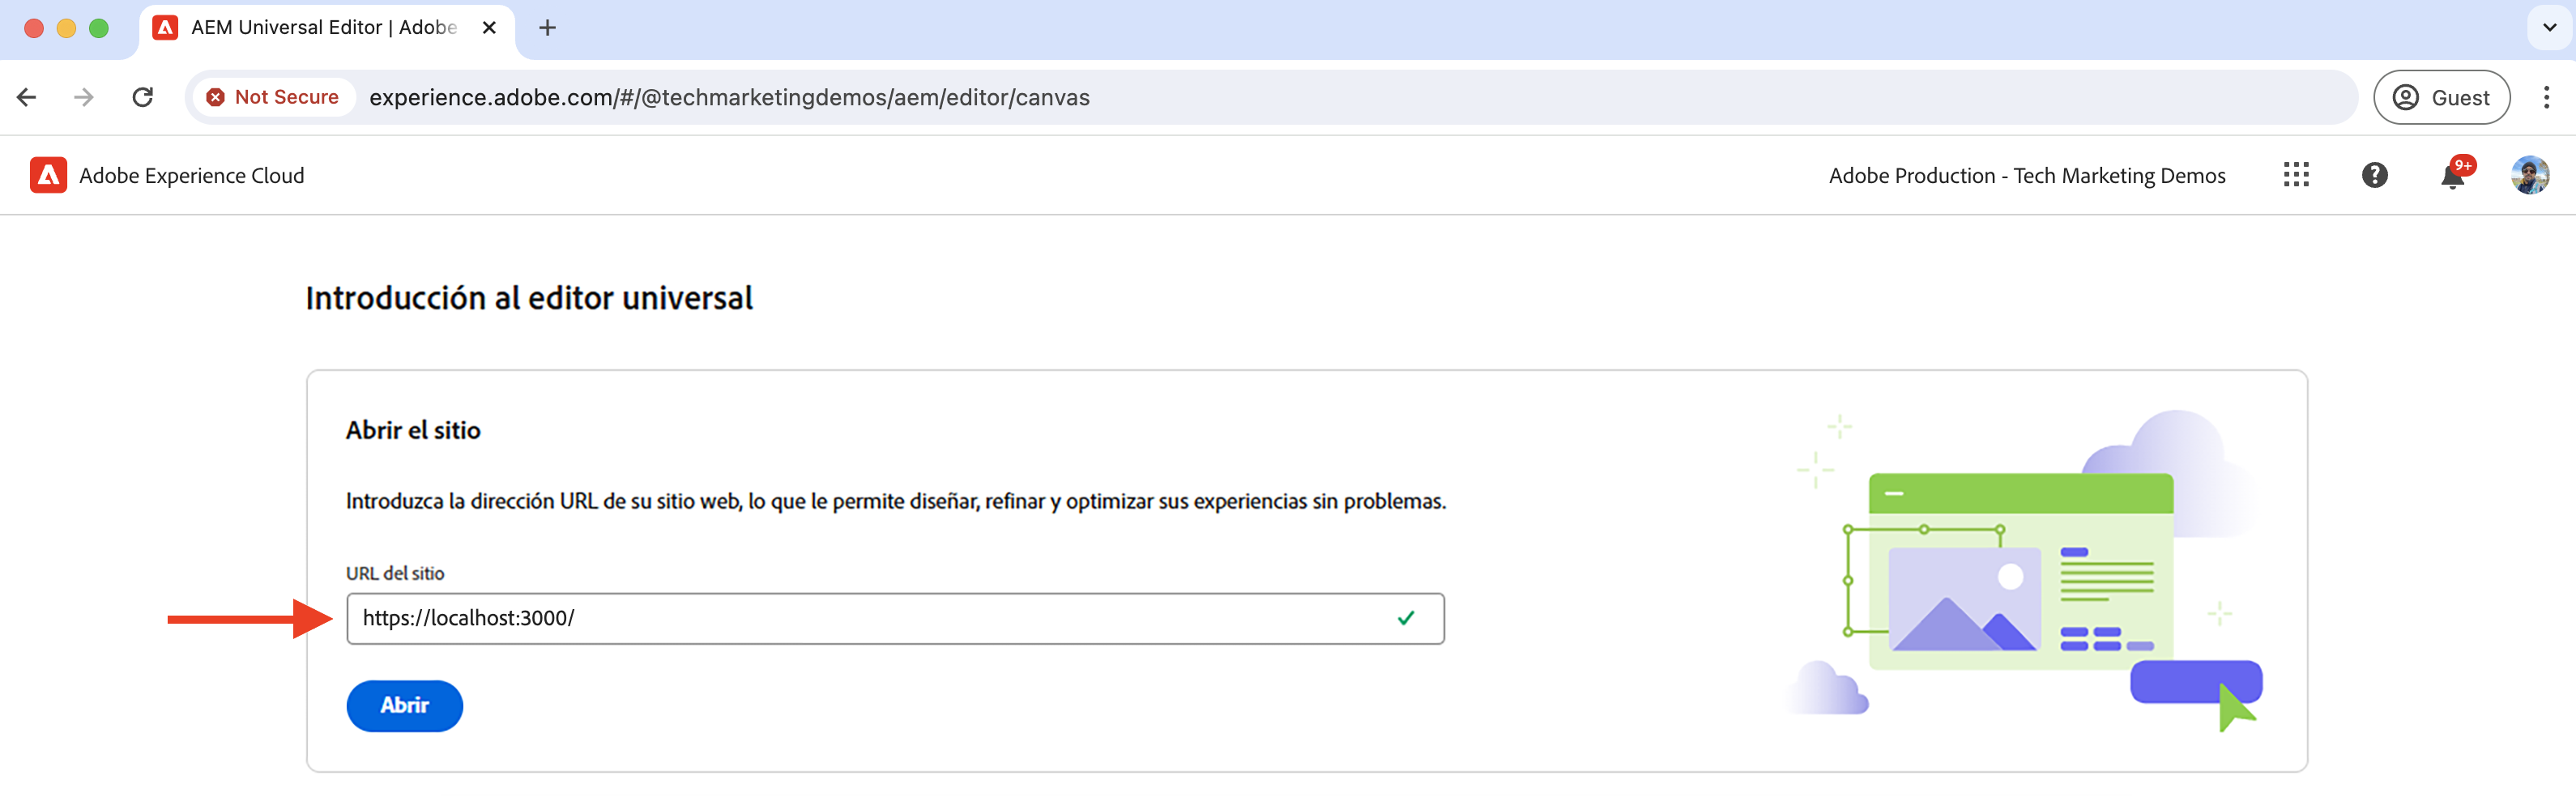 AEM Universal Editor | Adobe
Not Secure
experience.adobe.com/#/@techmarketingdemos/aem/editor/canvas
Guest
Adobe Experience Cloud
Adobe Production - Tech Marketing Demos
9+
Introducción al editor universal
Abrir el sitio
Introduzca la dirección URL de su sitio web, lo que le permite diseñar, refinar y optimizar sus experiencias sin problemas.
URL del sitio
https://localhost:3000/
Abrir